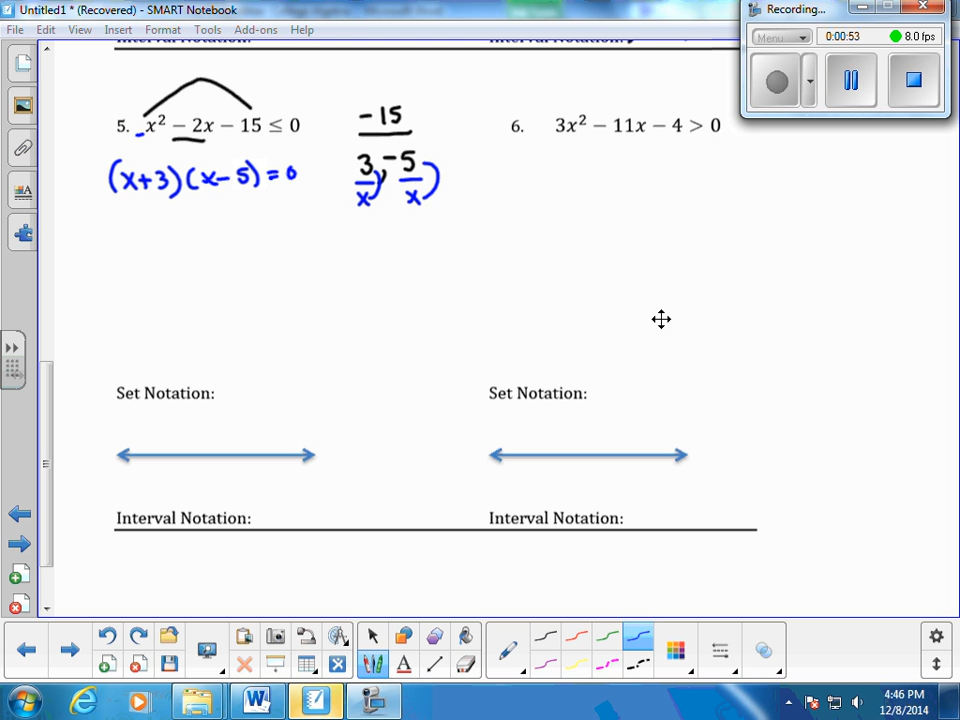 Untitled1 * (Recovered) - SMART Notebook
File Edit View Insert Format Tools Add-ons Help
Recording...
Menu 0:00:53 8.0 fps
5. x² − 2x − 15 ≤ 0
-15
6. 3x² − 11x − 4 > 0
(x+3)(x-5)=0
3, -5
x x
Set Notation: Set Notation:
Interval Notation: Interval Notation:
4:46 PM
12/8/2014